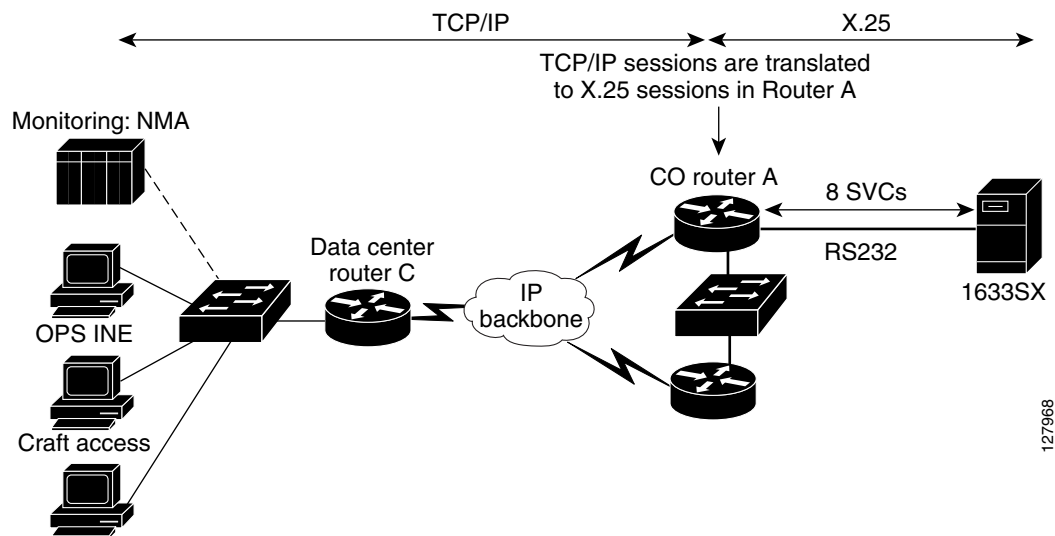 TCP/IP
X.25
TCP/IP sessions are translated
to X.25 sessions in Router A
Monitoring: NMA
CO router A
8 SVCs
Data center
router C
RS232
IP
backbone
1633SX
OPS INE
Craft access
127968